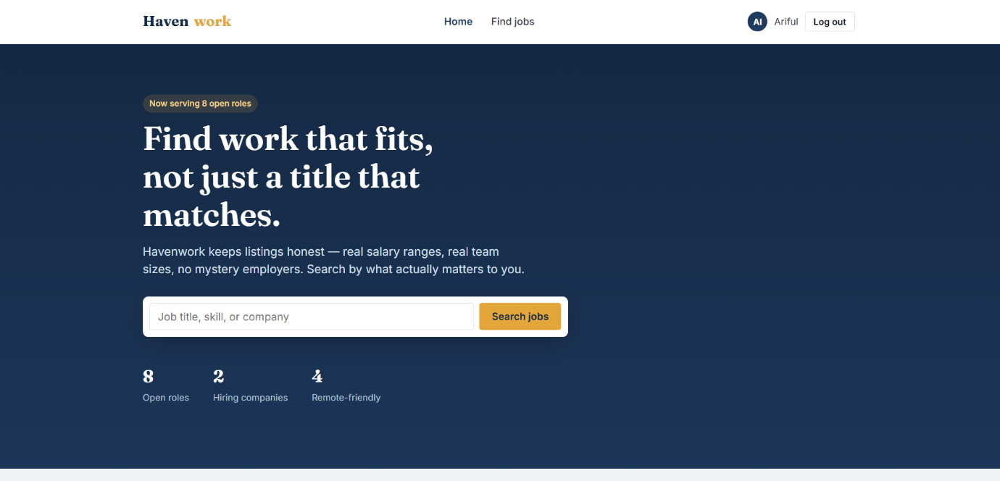 Haven work
Home
Find jobs
AI
Ariful
Log out
Now serving 8 open roles
Find work that fits,
not just a title that
matches.
Havenwork keeps listings honest — real salary ranges, real team
sizes, no mystery employers. Search by what actually matters to you.
Job title, skill, or company
Search jobs
8
Open roles
2
Hiring companies
4
Remote-friendly